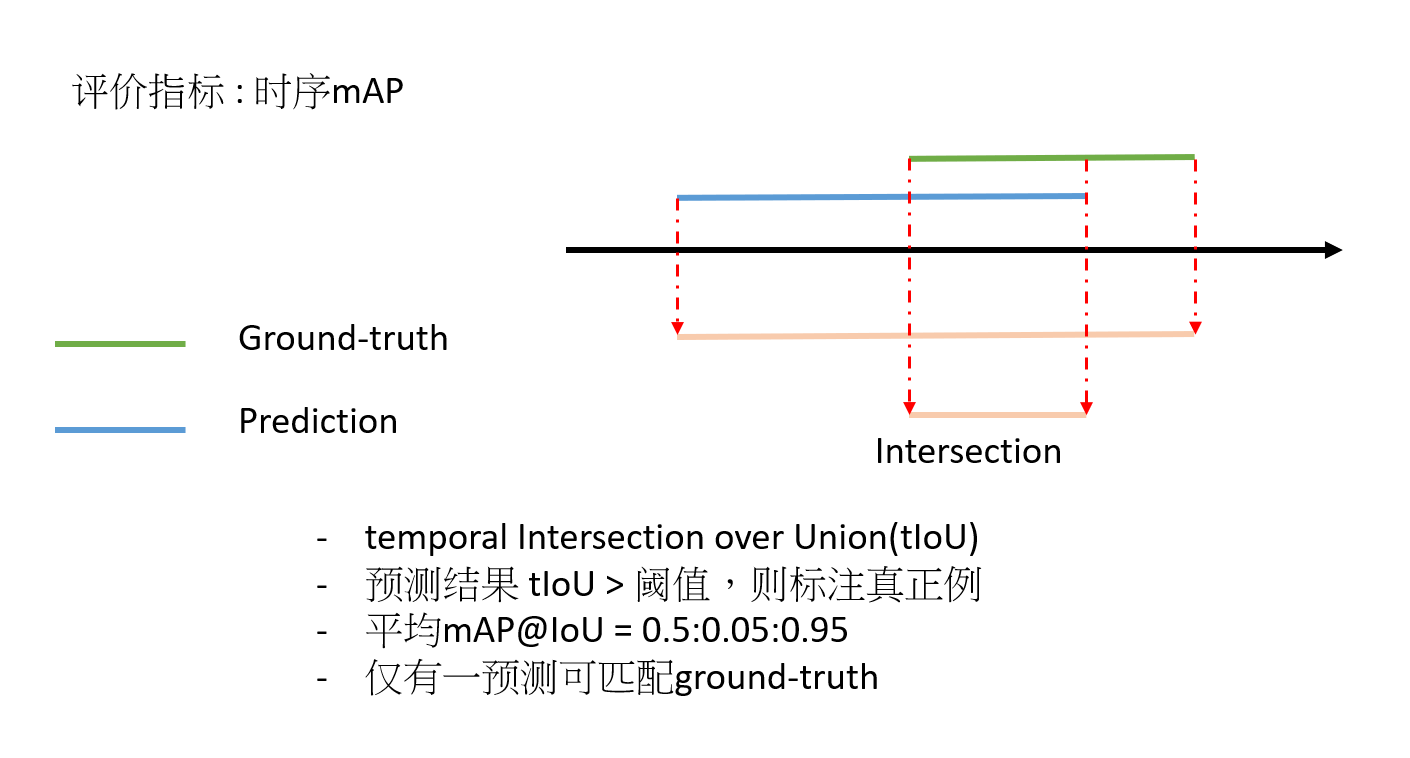 评价指标 : 时序mAP
Ground-truth
Prediction
Intersection
- temporal Intersection over Union(tIoU)
- 预测结果 tIoU > 阈值，则标注真正例
- 平均mAP@IoU = 0.5:0.05:0.95
- 仅有一预测可匹配ground-truth